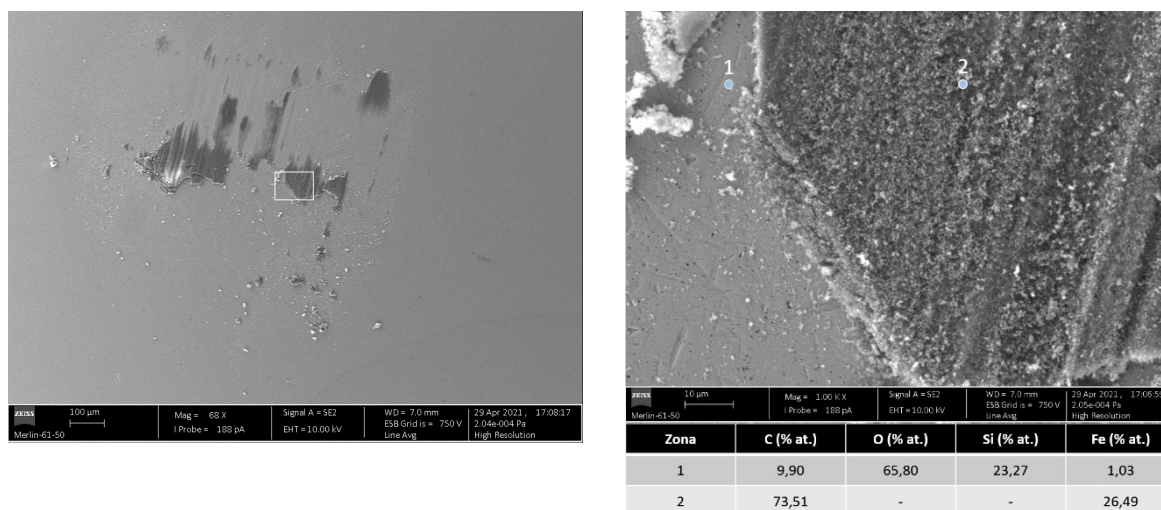 2
ZEISS
Merlin-61-50
100 µm
Mag = 68 X
I Probe = 188 pA
Signal A = SE2
EHT = 10.00 kV
WD = 7.0 mm
ESB Grid is = 750 V
Line Avg
29 Apr 2021 17:08:17
2.04e-004 Pa
High Resolution
1
2
ZEISS
Merlin-61-50
10 µm
Mag = 1.00 K X
I Probe = 188 pA
Signal A = SE2
EHT = 10.00 kV
WD = 7.0 mm
ESB Grid is = 750 V
Line Avg
29 Apr 2021 17:06:55
2.05e-004 Pa
High Resolution
Zona C (% at.) O (% at.) Si (% at.) Fe (% at.)
1 9,90 65,80 23,27 1,03
2 73,51 - - 26,49